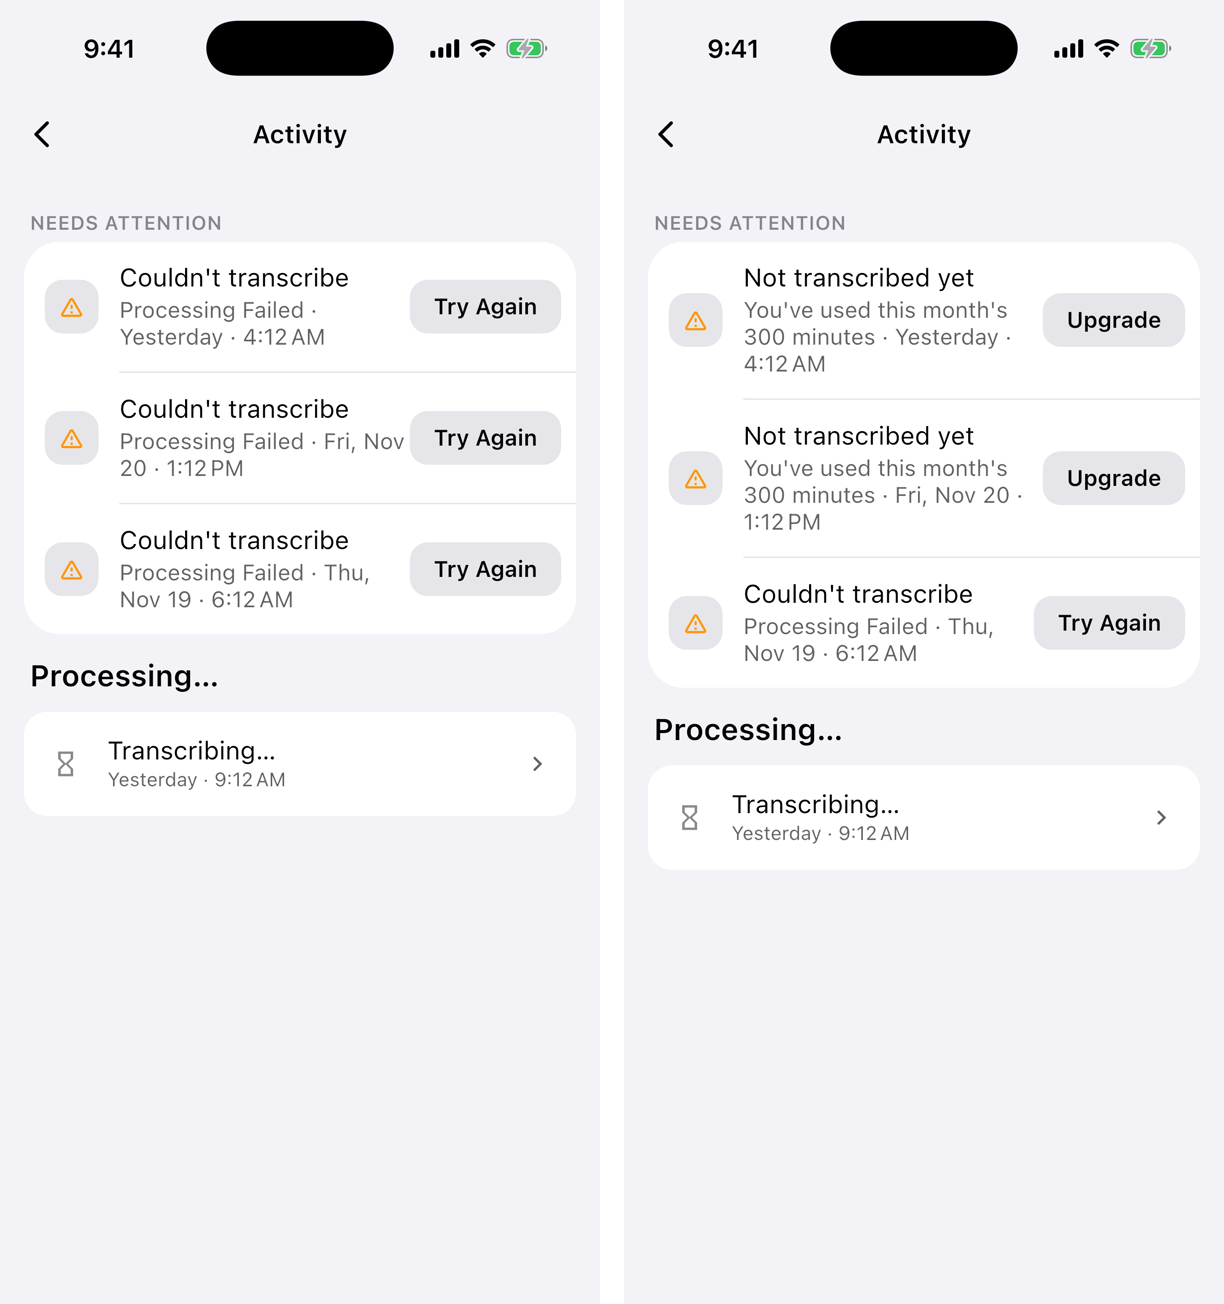 9:41
Activity
NEEDS ATTENTION
Couldn't transcribe
Processing Failed ·
Yesterday · 4:12 AM
Try Again
Couldn't transcribe
Processing Failed · Fri, Nov
20 · 1:12 PM
Try Again
Couldn't transcribe
Processing Failed · Thu,
Nov 19 · 6:12 AM
Try Again
Processing...
Transcribing...
Yesterday · 9:12 AM
9:41
Activity
NEEDS ATTENTION
Not transcribed yet
You've used this month's
300 minutes · Yesterday ·
4:12 AM
Upgrade
Not transcribed yet
You've used this month's
300 minutes · Fri, Nov 20 ·
1:12 PM
Upgrade
Couldn't transcribe
Processing Failed · Thu,
Nov 19 · 6:12 AM
Try Again
Processing...
Transcribing...
Yesterday · 9:12 AM